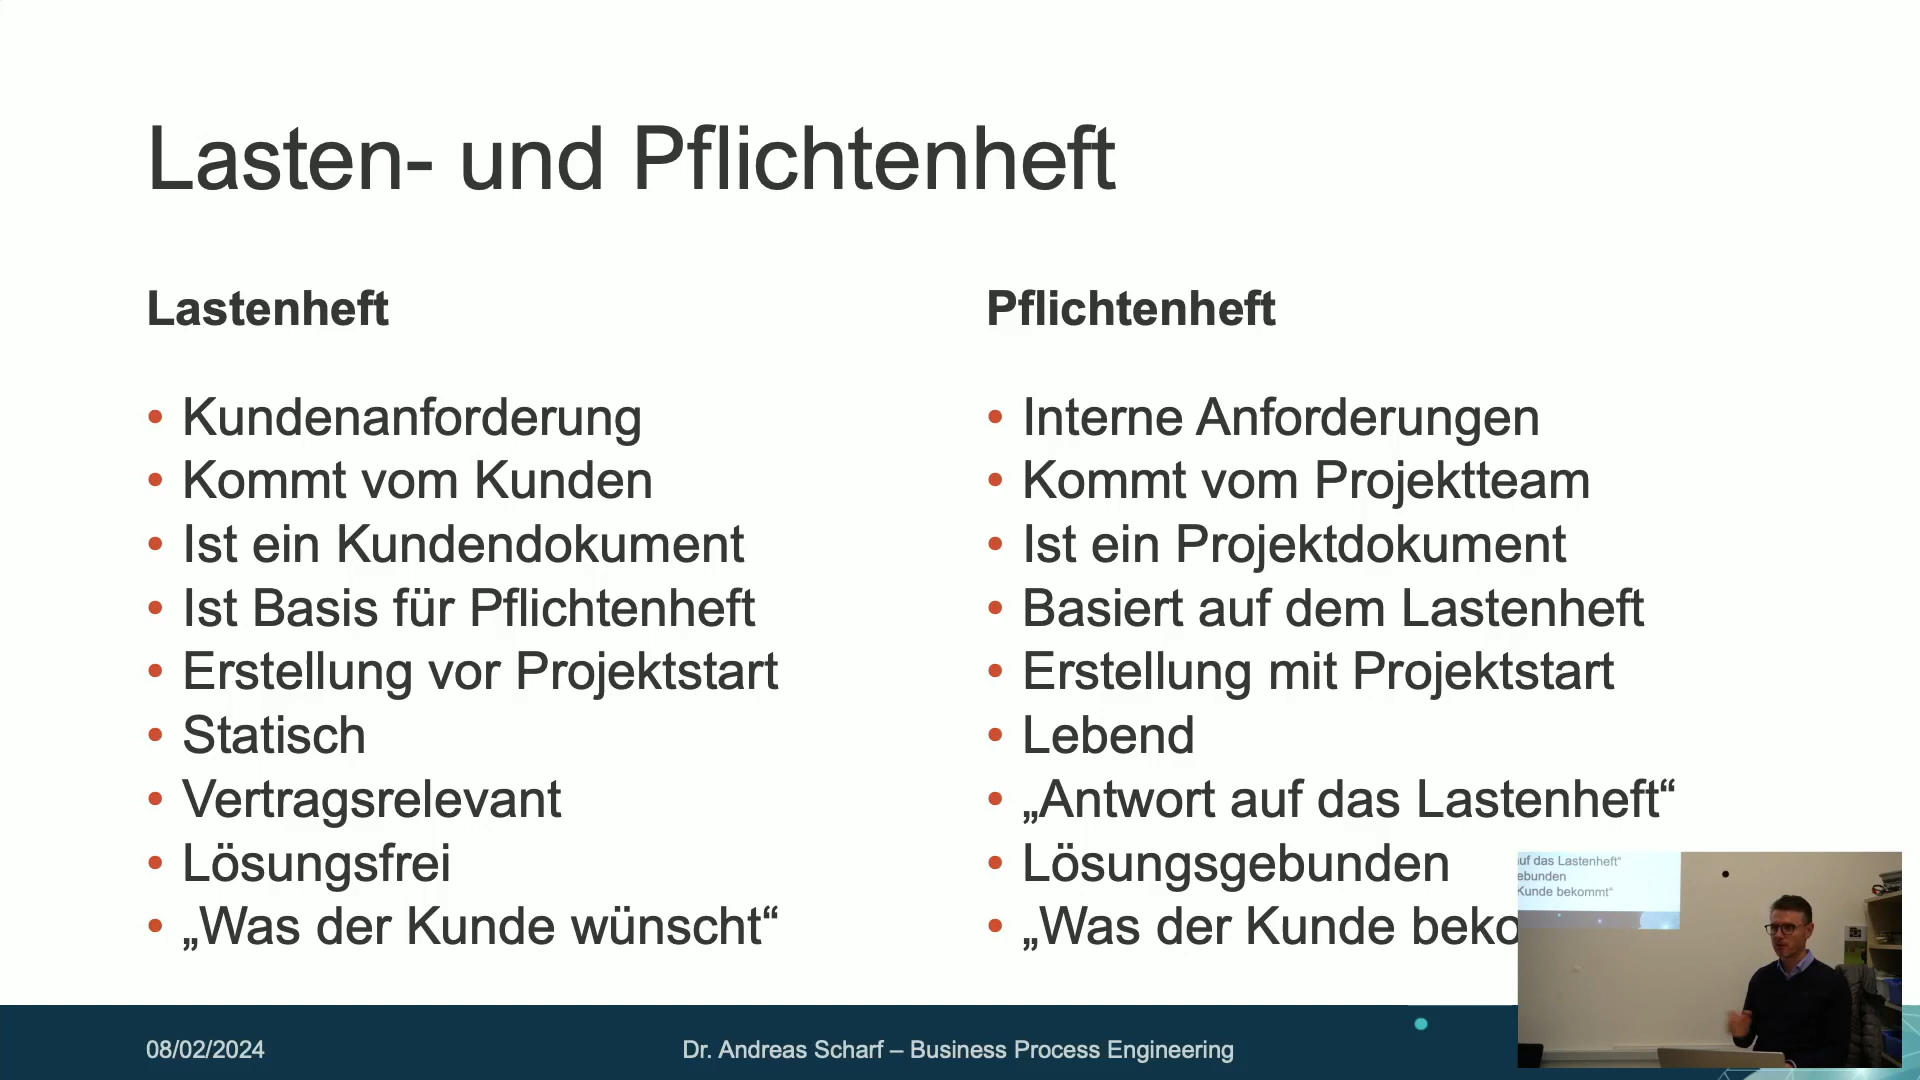 Lasten- und Pflichtenheft
Lastenheft
• Kundenanforderung
• Kommt vom Kunden
• Ist ein Kundendokument
• Ist Basis für Pflichtenheft
• Erstellung vor Projektstart
• Statisch
• Vertragsrelevant
• Lösungsfrei
• „Was der Kunde wünscht“
Pflichtenheft
• Interne Anforderungen
• Kommt vom Projektteam
• Ist ein Projektdokument
• Basiert auf dem Lastenheft
• Erstellung mit Projektstart
• Lebend
• „Antwort auf das Lastenheft“
• Lösungsgebunden
• „Was der Kunde beko
auf das Lastenheft“
ebunden
Kunde bekommt“
08/02/2024
Dr. Andreas Scharf – Business Process Engineering